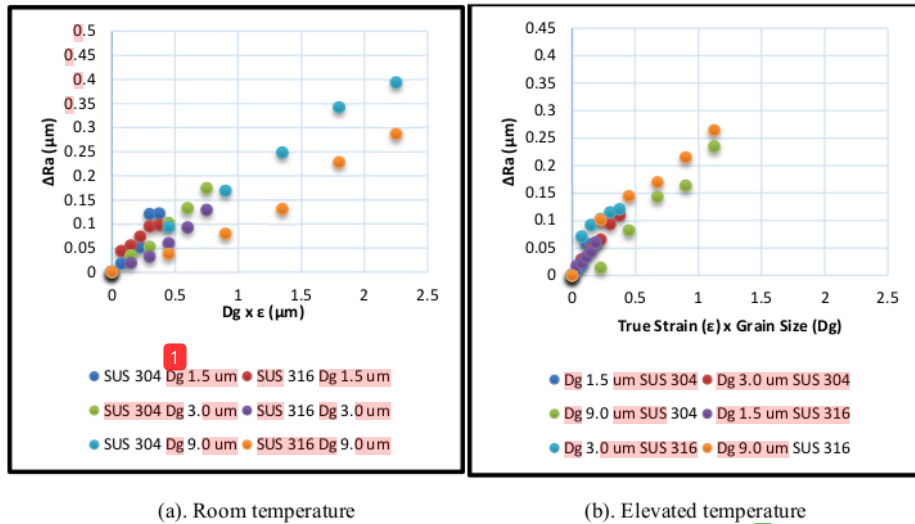 0.5
0.45
0.4
0.35
0.3
0.25
0.2
0.15
0.1
0.05
0
ΔRa (µm)
0 0.5 1 1.5 2 2.5
Dg x ε (µm)
1
SUS 304 Dg 1.5 um SUS 316 Dg 1.5 um
SUS 304 Dg 3.0 um SUS 316 Dg 3.0 um
SUS 304 Dg 9.0 um SUS 316 Dg 9.0 um
(a). Room temperature
0.45
0.4
0.35
0.3
0.25
0.2
0.15
0.1
0.05
0
ΔRa (µm)
0 0.5 1 1.5 2 2.5
True Strain (ε) x Grain Size (Dg)
Dg 1.5 um SUS 304 Dg 3.0 um SUS 304
Dg 9.0 um SUS 304 Dg 1.5 um SUS 316
Dg 3.0 um SUS 316 Dg 9.0 um SUS 316
(b). Elevated temperature